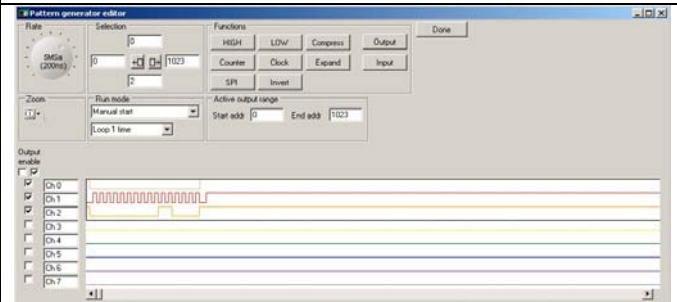 Pattern generator editor
Rate
5MSa
(200ns)
Selection
0
0
1023
2
Functions
HIGH LOW Compress Output
Counter Clock Expand Input
SPI Invert
Done
Zoom
Run mode
Manual start
Loop 1 time
Active output range
Start addr 0 End addr 1023
Output
enable
Ch 0
Ch 1
Ch 2
Ch 3
Ch 4
Ch 5
Ch 6
Ch 7